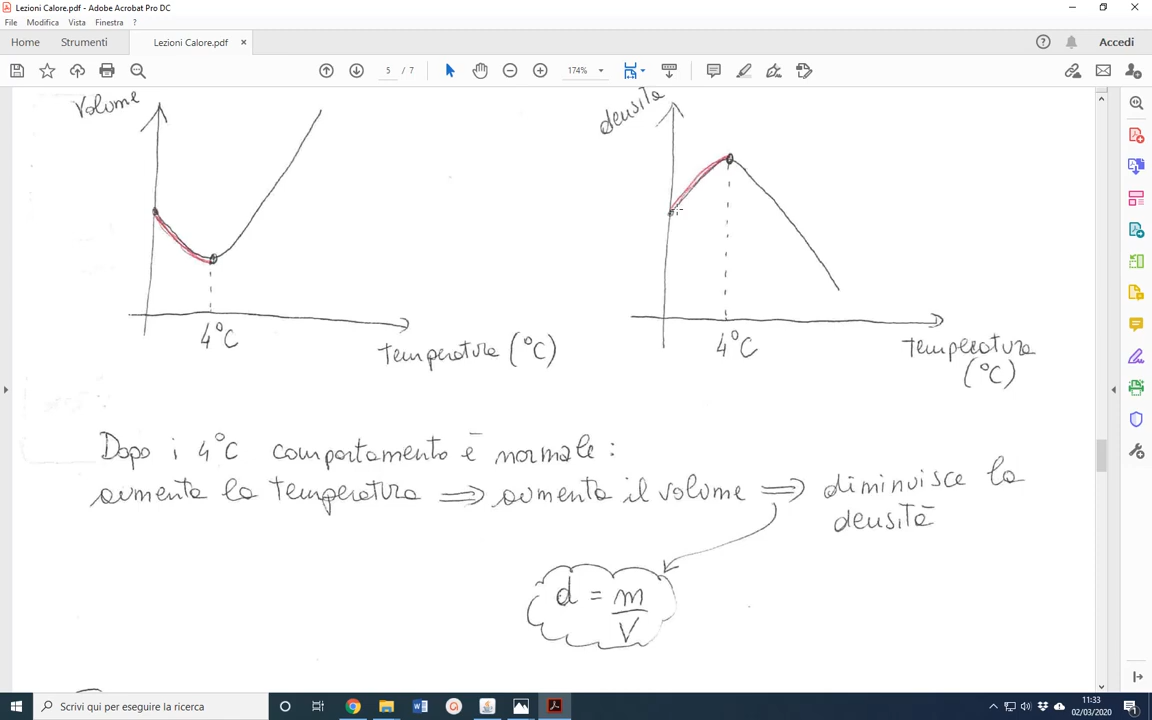 Lezioni Calore.pdf - Adobe Acrobat Pro DC
File Modifica Vista Finestra ?
Home Strumenti Lezioni Calore.pdf × Accedi
5 / 7 174%
Volume
densità
4°C
temperatura (°C)
4°C
temperatura
(°C)
Dopo i 4°C comportamento è normale:
aumenta la temperatura ⇒ aumenta il volume ⇒ diminuisce la
densità
d = m
V
Scrivi qui per eseguire la ricerca
11:33
02/03/2020